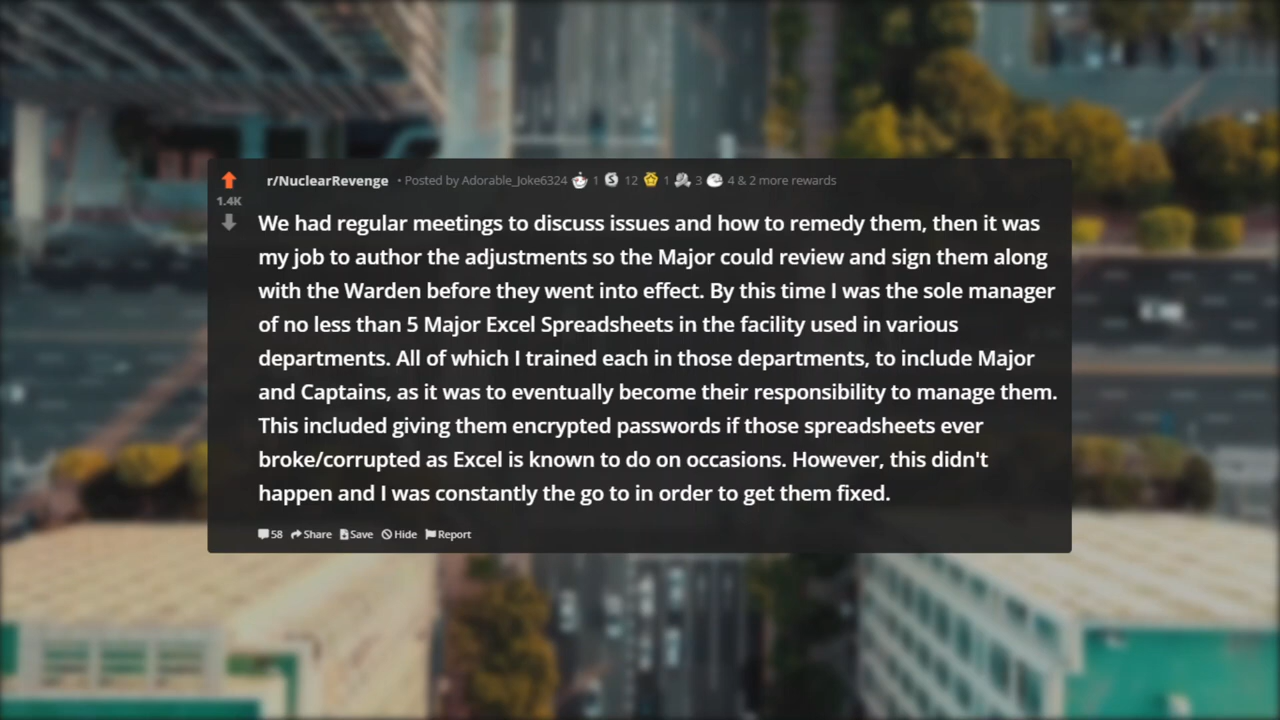 r/NuclearRevenge • Posted by Adorable_Joke6324 1 12 1 3 4 & 2 more rewards
1.4K
We had regular meetings to discuss issues and how to remedy them, then it was
my job to author the adjustments so the Major could review and sign them along
with the Warden before they went into effect. By this time I was the sole manager
of no less than 5 Major Excel Spreadsheets in the facility used in various
departments. All of which I trained each in those departments, to include Major
and Captains, as it was to eventually become their responsibility to manage them.
This included giving them encrypted passwords if those spreadsheets ever
broke/corrupted as Excel is known to do on occasions. However, this didn't
happen and I was constantly the go to in order to get them fixed.
58 Share Save Hide Report